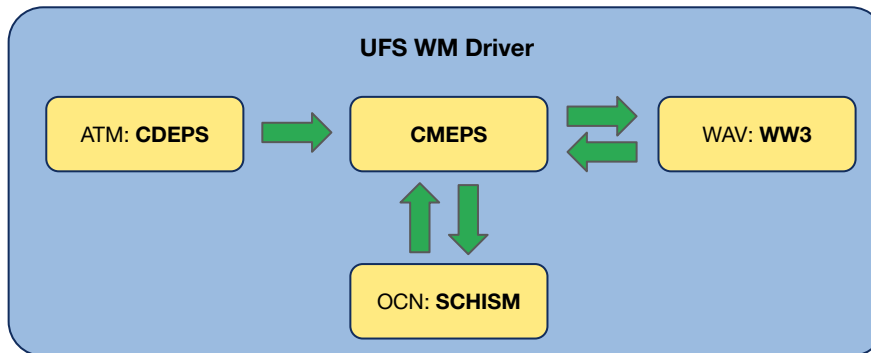 UFS WM Driver
ATM: CDEPS
CMEPS
WAV: WW3
OCN: SCHISM